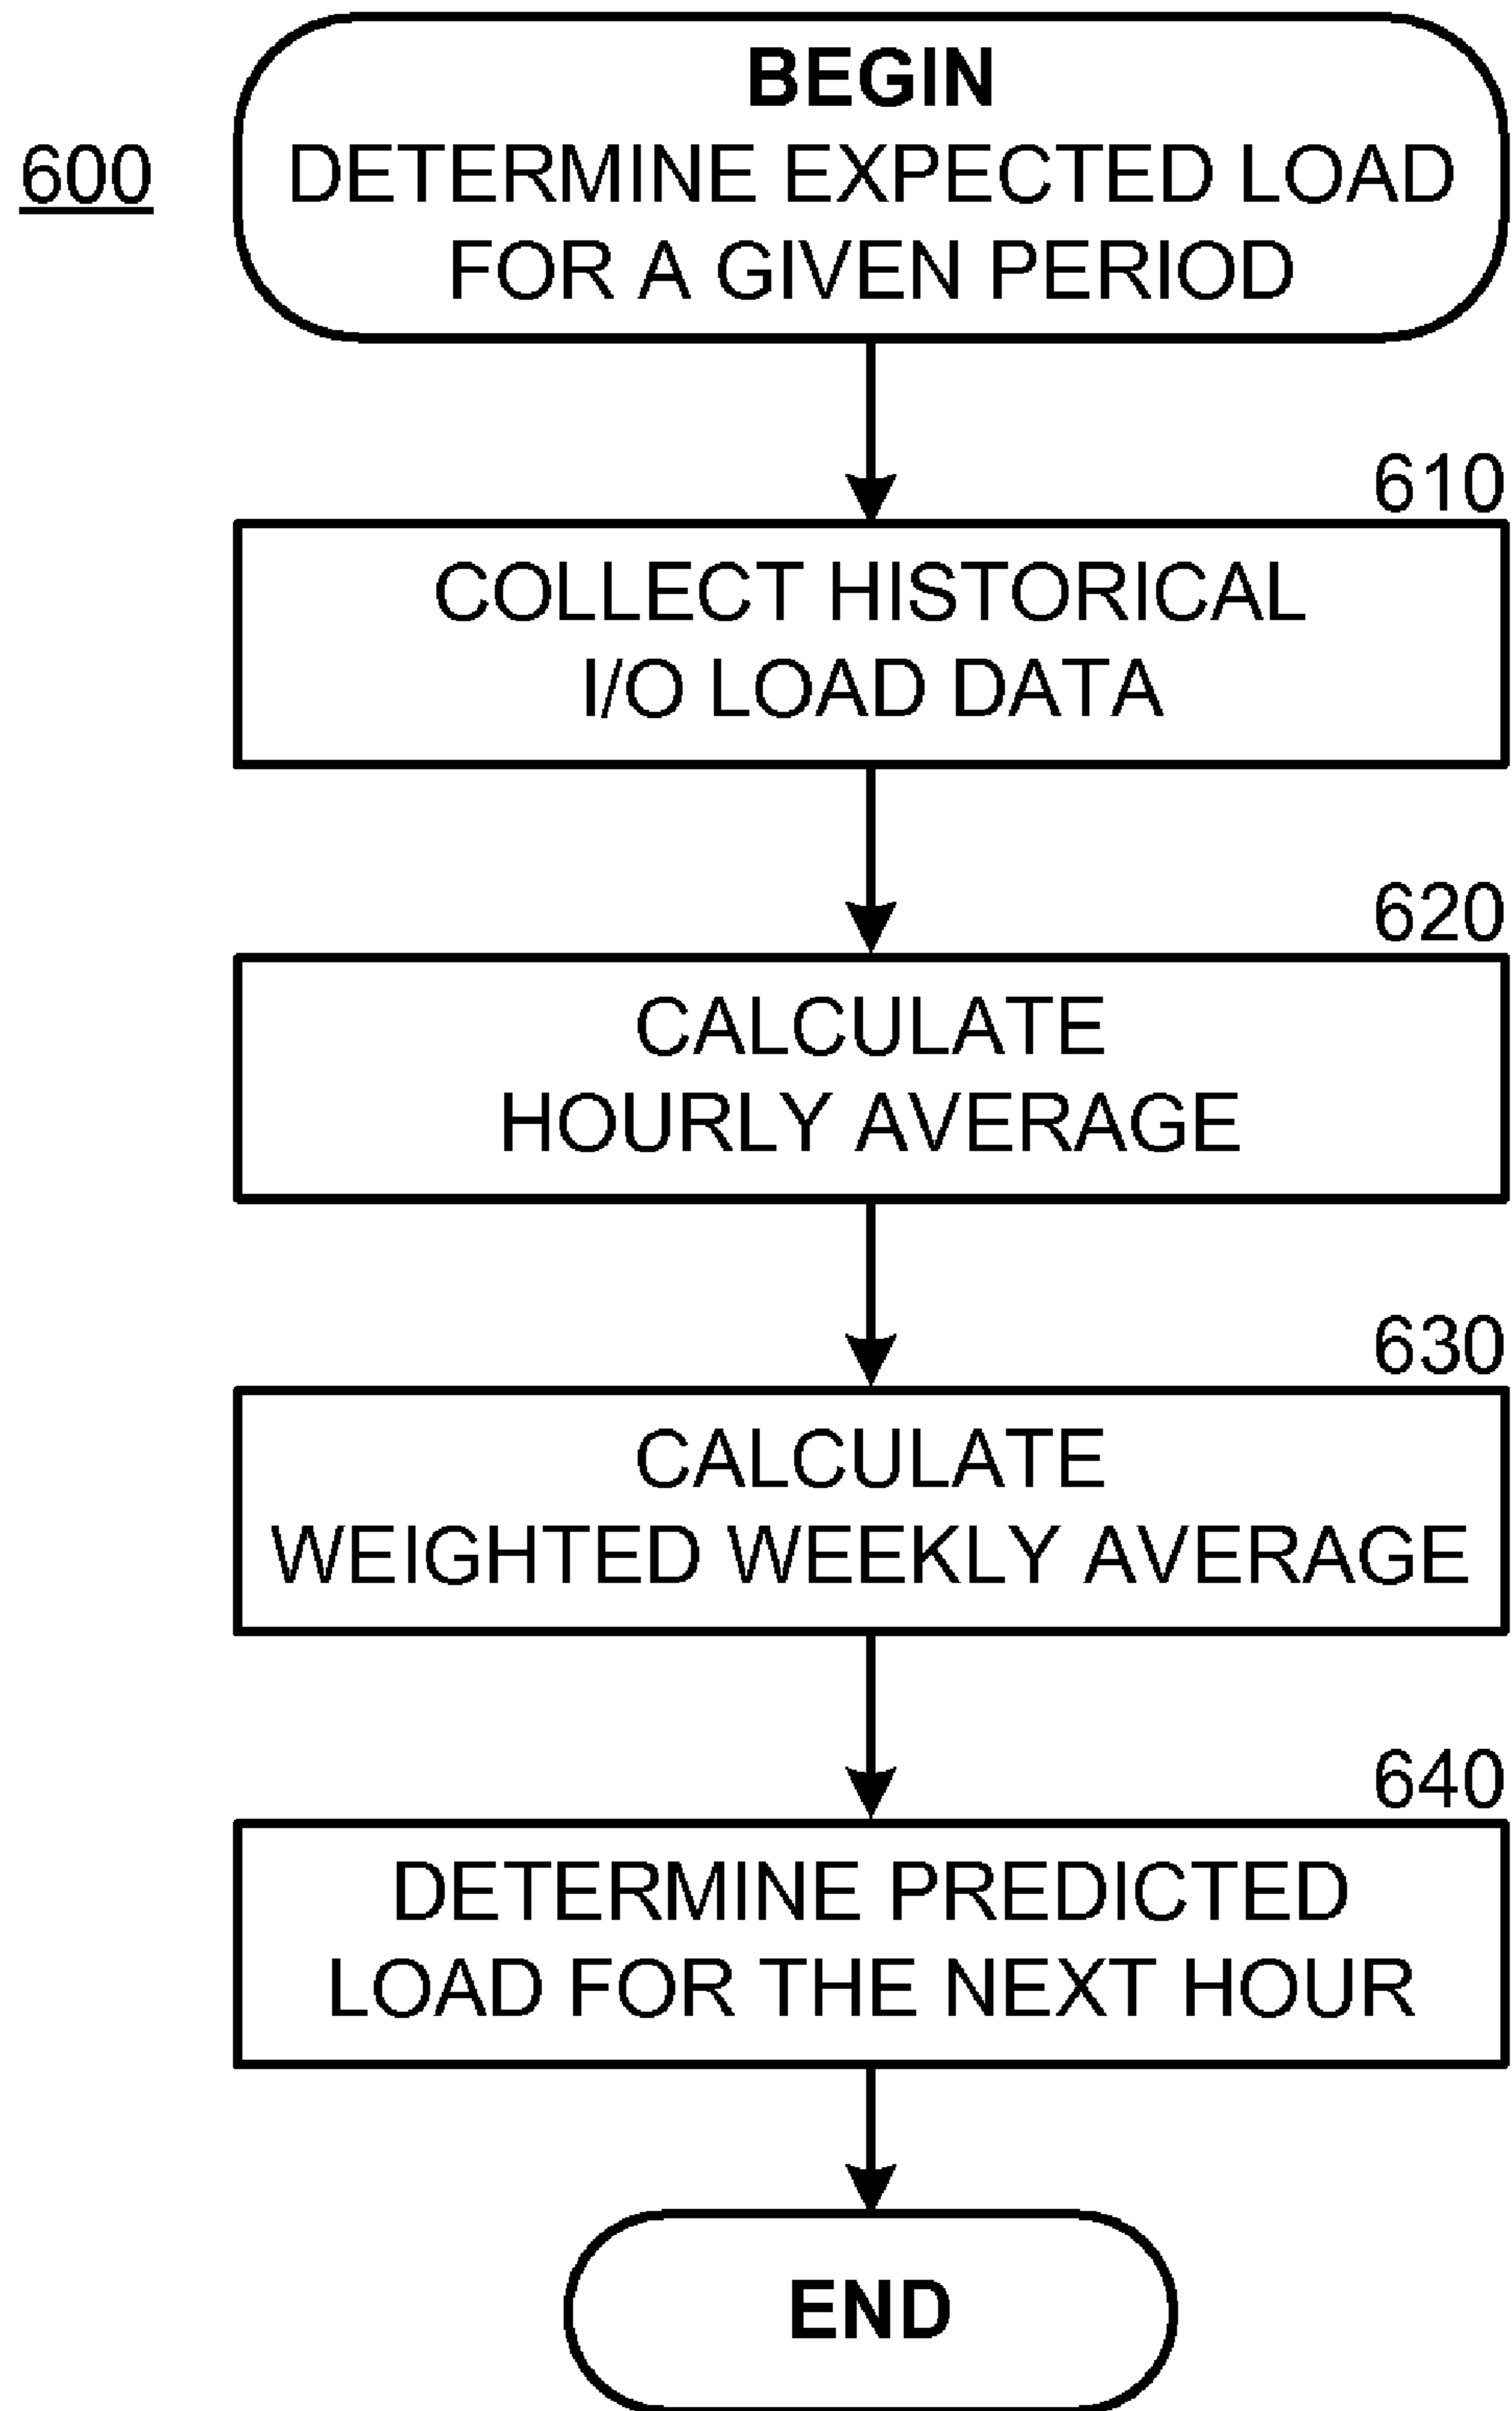 600
BEGIN
DETERMINE EXPECTED LOAD
FOR A GIVEN PERIOD
610
COLLECT HISTORICAL
I/O LOAD DATA
620
CALCULATE
HOURLY AVERAGE
630
CALCULATE
WEIGHTED WEEKLY AVERAGE
640
DETERMINE PREDICTED
LOAD FOR THE NEXT HOUR
END